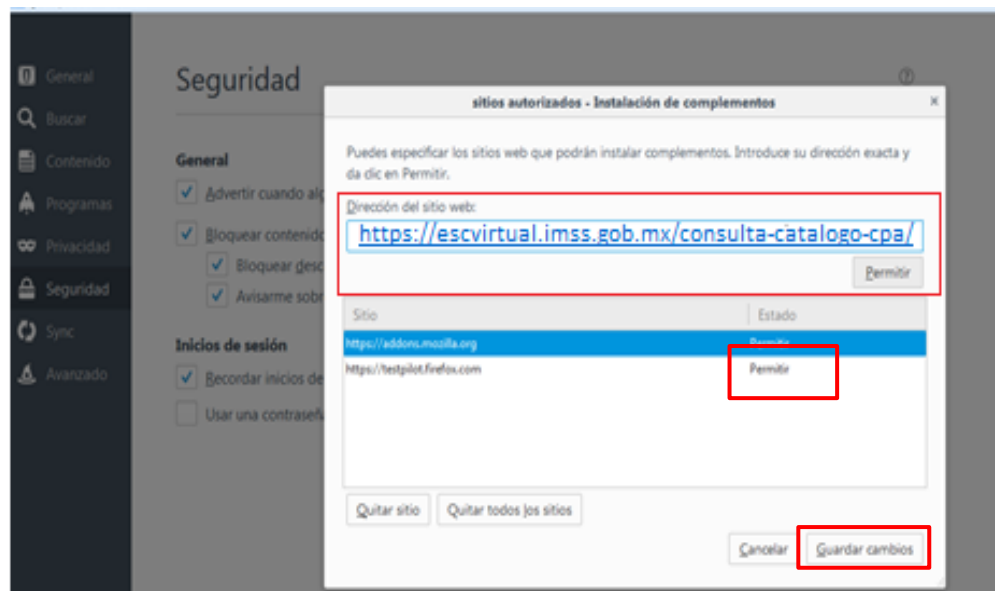 General
Buscar
Contenido
Programas
Privacidad
Seguridad
Sync
Avanzado
Seguridad
?
General
Advertir cuando alg
Bloquear contenido
Bloquear desc
Avisarme sobr
Inicios de sesión
Recordar inicios de
Usar una contraseñ
sitios autorizados - Instalación de complementos
Puedes especificar los sitios web que podrán instalar complementos. Introduce su dirección exacta y
da clic en Permitir.
Dirección del sitio web:
https://escvirtual.imss.gob.mx/consulta-catalogo-cpa/
Permitir
Sitio Estado
https://addons.mozilla.org Permitir
https://testpilot.firefox.com Permitir
Quitar sitio Quitar todos los sitios
Cancelar Guardar cambios